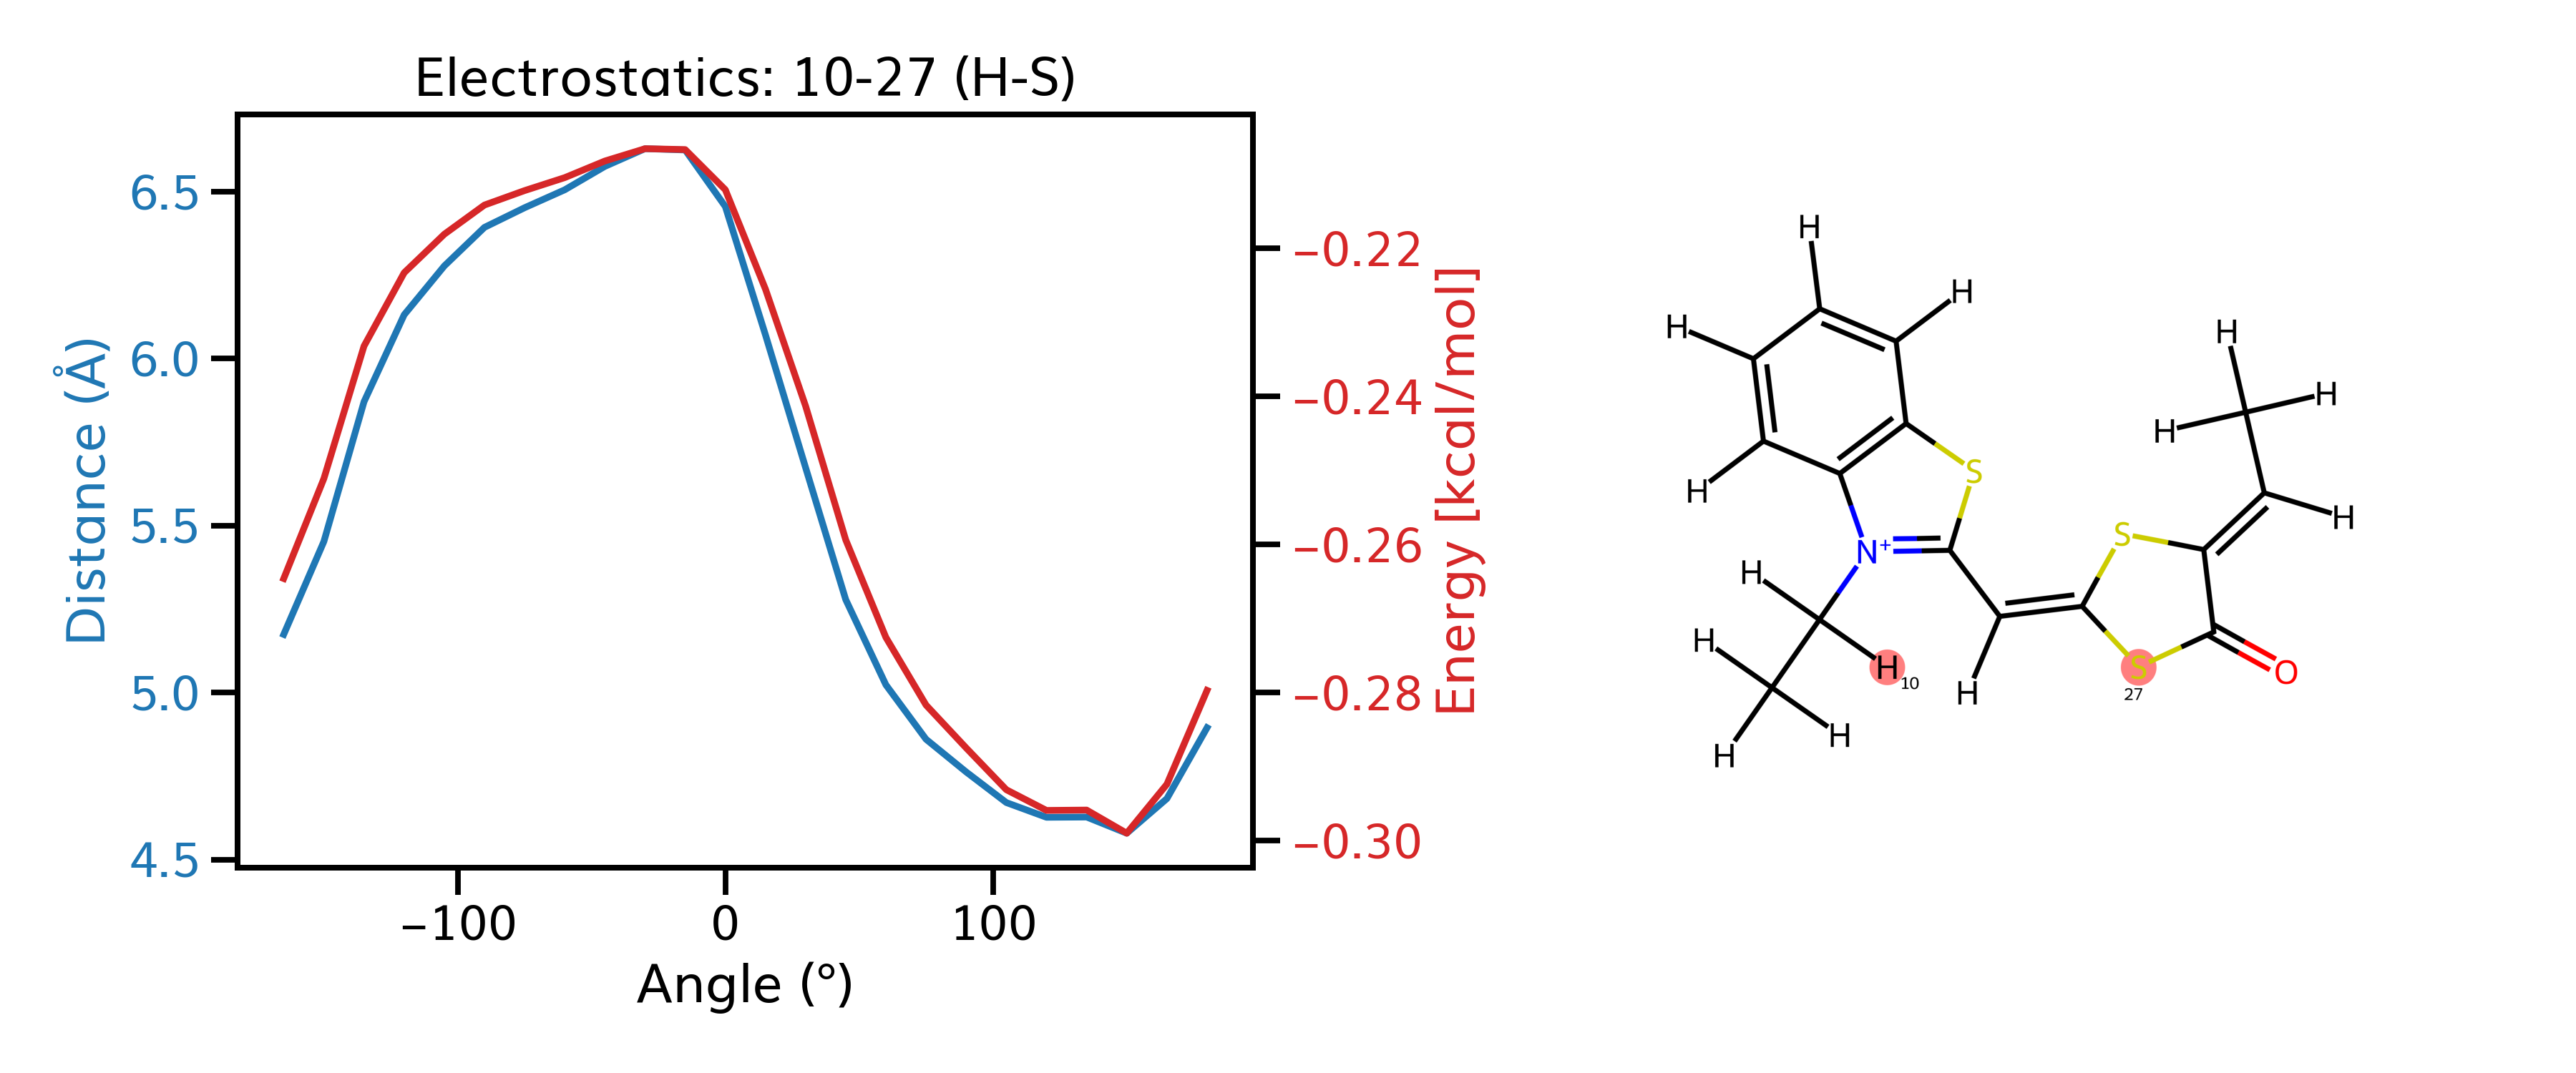 Electrostatics: 10-27 (H-S)
Distance (Å)
6.5
6.0
5.5
5.0
4.5
−100
0
100
Angle (°)
−0.22
−0.24
−0.26
−0.28
−0.30
Energy [kcal/mol]
H
H
H
H
H
H
H
S
H
H
S
N⁺
H
H
H
10
H
S
27
O
H
H